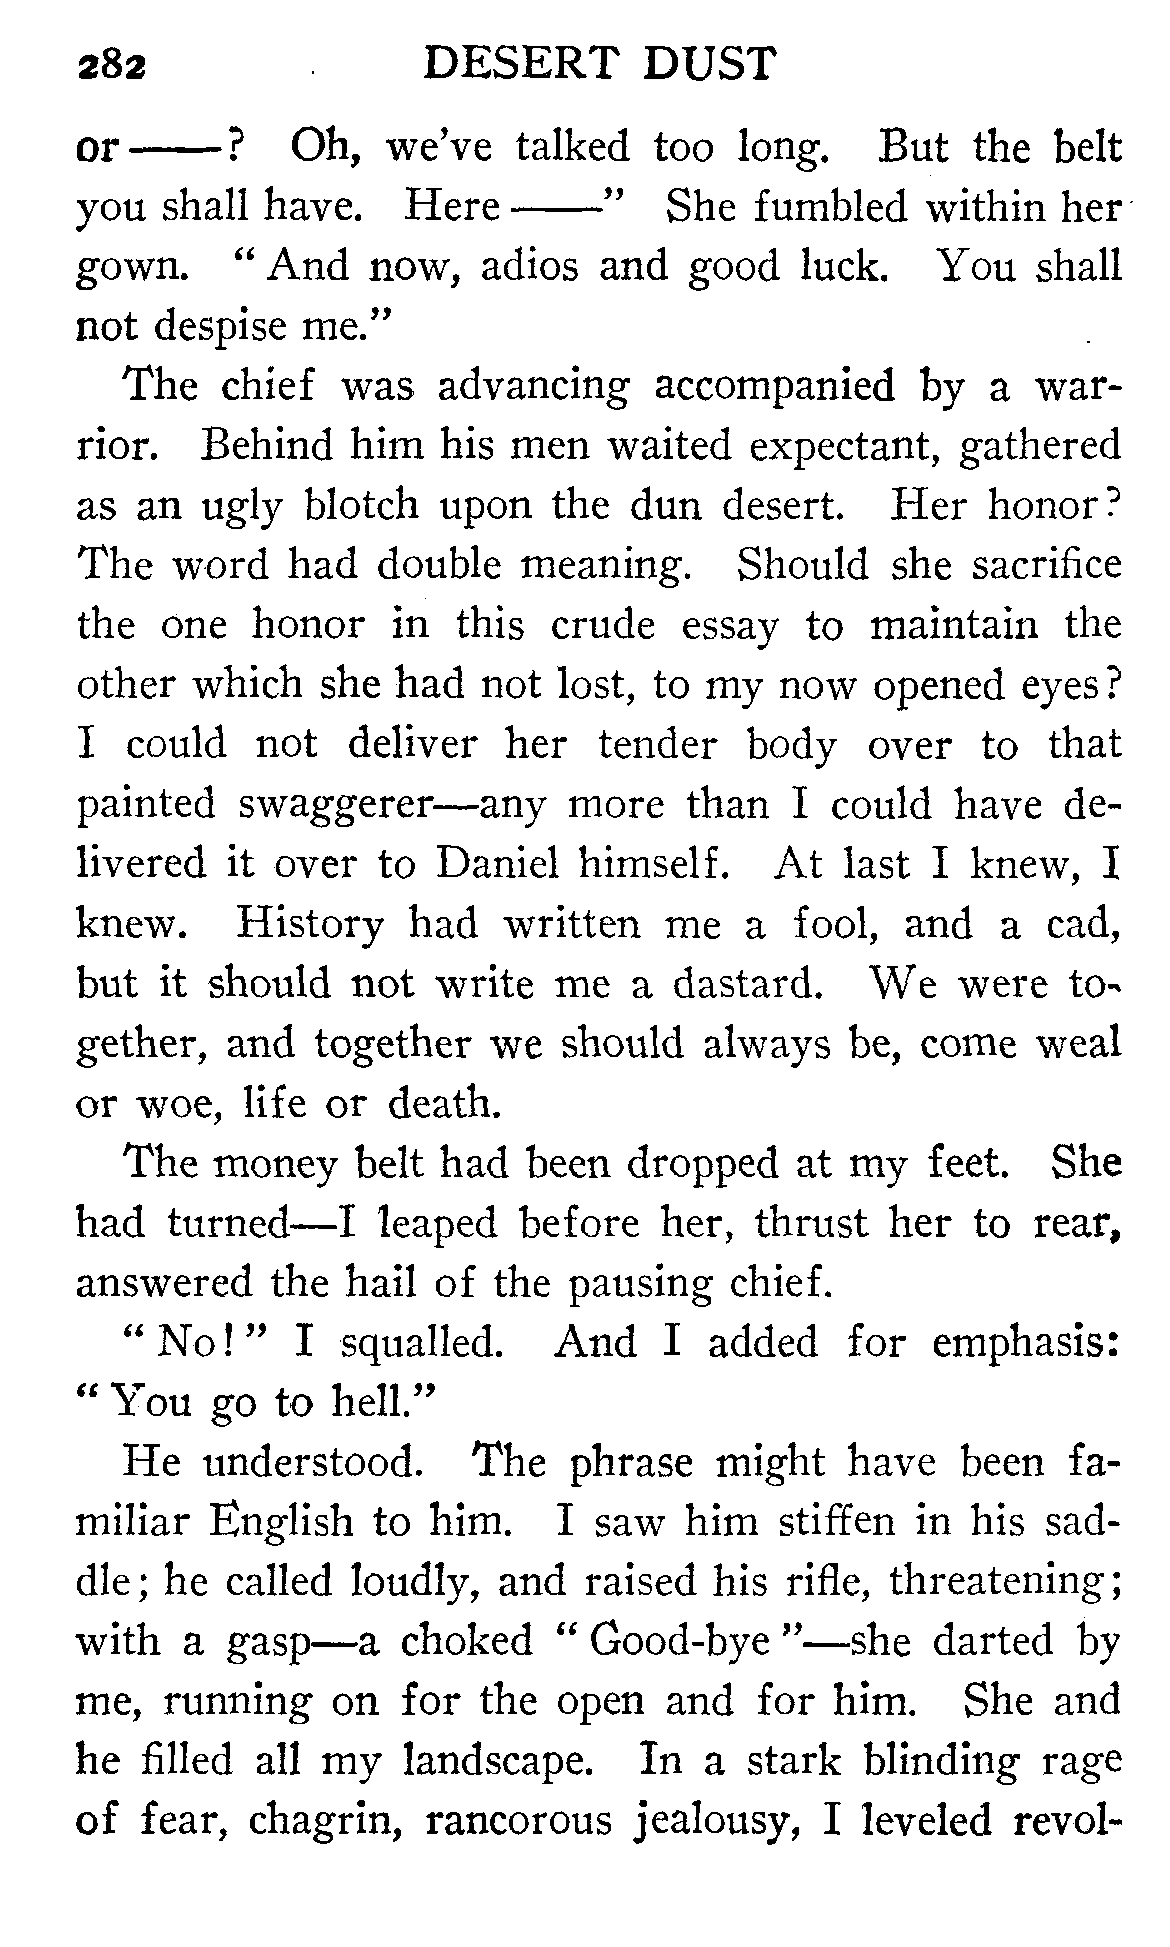 282 DESERT DUST
or——? Oh, we've talked too long. But the belt
you shall have. Here——" She fumbled within her
gown. "And now, adios and good luck. You shall
not despise me."
The chief was advancing accompanied by a war-
rior. Behind him his men waited expectant, gathered
as an ugly blotch upon the dun desert. Her honor?
The word had double meaning. Should she sacrifice
the one honor in this crude essay to maintain the
other which she had not lost, to my now opened eyes?
I could not deliver her tender body over to that
painted swaggerer—any more than I could have de-
livered it over to Daniel himself. At last I knew, I
knew. History had written me a fool, and a cad,
but it should not write me a dastard. We were to-
gether, and together we should always be, come weal
or woe, life or death.
The money belt had been dropped at my feet. She
had turned—I leaped before her, thrust her to rear,
answered the hail of the pausing chief.
"No!" I squalled. And I added for emphasis:
"You go to hell."
He understood. The phrase might have been fa-
miliar English to him. I saw him stiffen in his sad-
dle; he called loudly, and raised his rifle, threatening;
with a gasp—a choked "Good-bye"—she darted by
me, running on for the open and for him. She and
he filled all my landscape. In a stark blinding rage
of fear, chagrin, rancorous jealousy, I leveled revol-